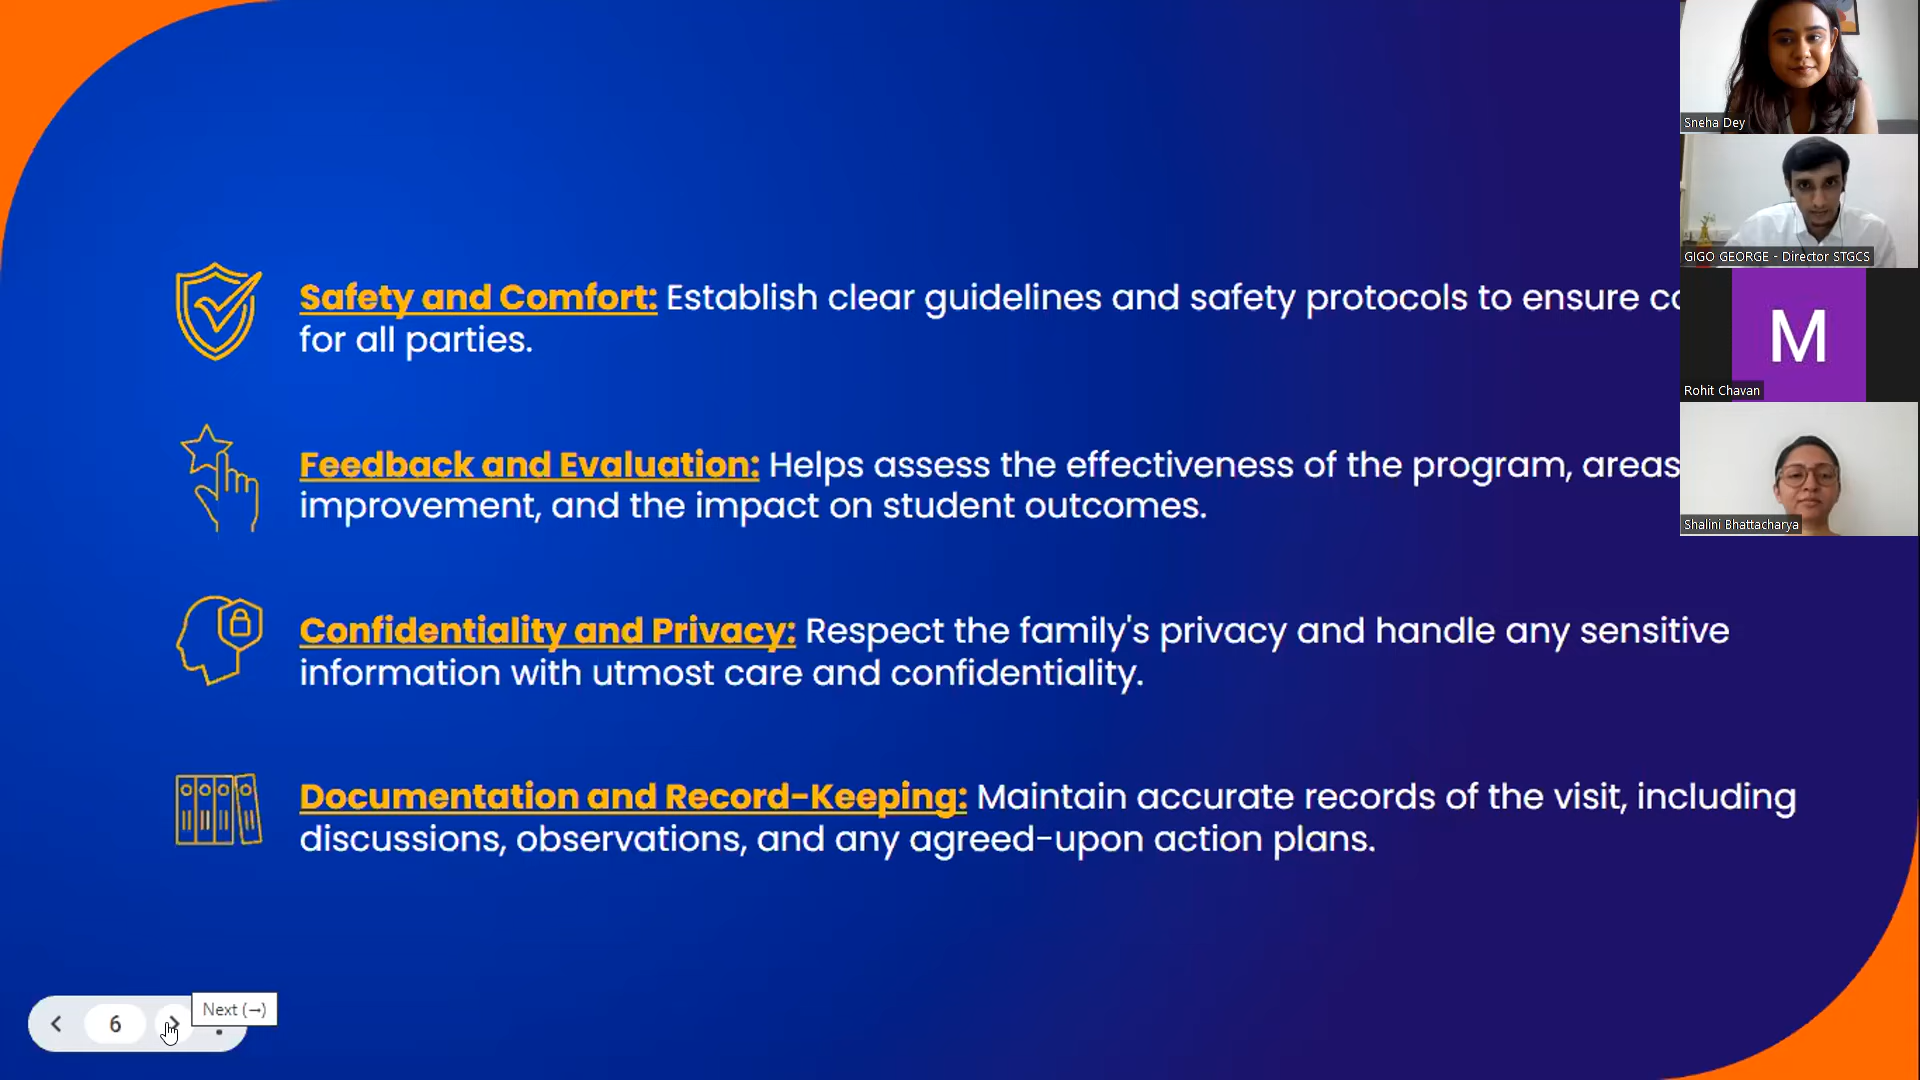 Safety and Comfort: Establish clear guidelines and safety protocols to ensure
for all parties.
Feedback and Evaluation: Helps assess the effectiveness of the program, areas
improvement, and the impact on student outcomes.
Confidentiality and Privacy: Respect the family's privacy and handle any sensitive
information with utmost care and confidentiality.
Documentation and Record-Keeping: Maintain accurate records of the visit, including
discussions, observations, and any agreed-upon action plans.
Sneha Dey
GIGO GEORGE - Director STGCS
M
Rohit Chavan
Shalini Bhattacharya
6
Next (→)